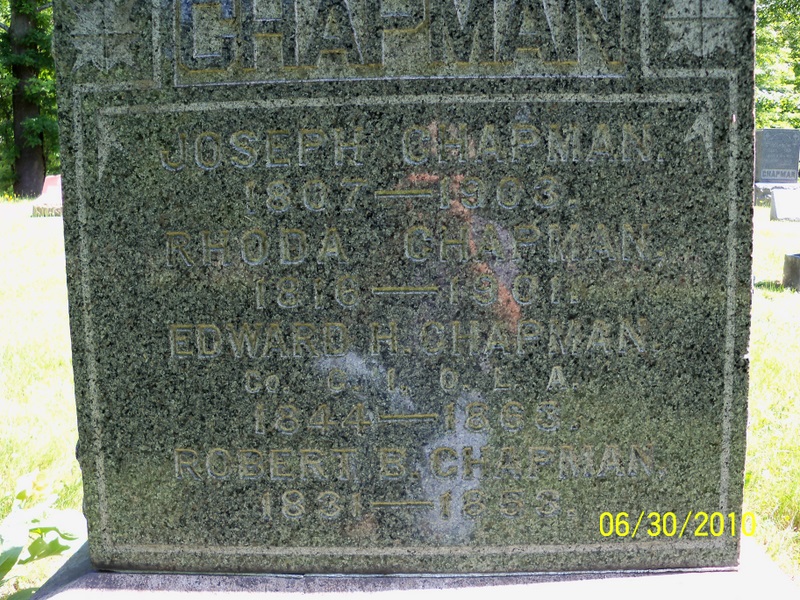 CHAPMAN
JOSEPH CHAPMAN.
1807—1903.
RHODA CHAPMAN.
1816—1901.
EDWARD H. CHAPMAN.
Co. C. 1. O. L. A.
1844—1863.
ROBERT B. CHAPMAN.
1831—1883.
CHAPMAN
06/30/2010